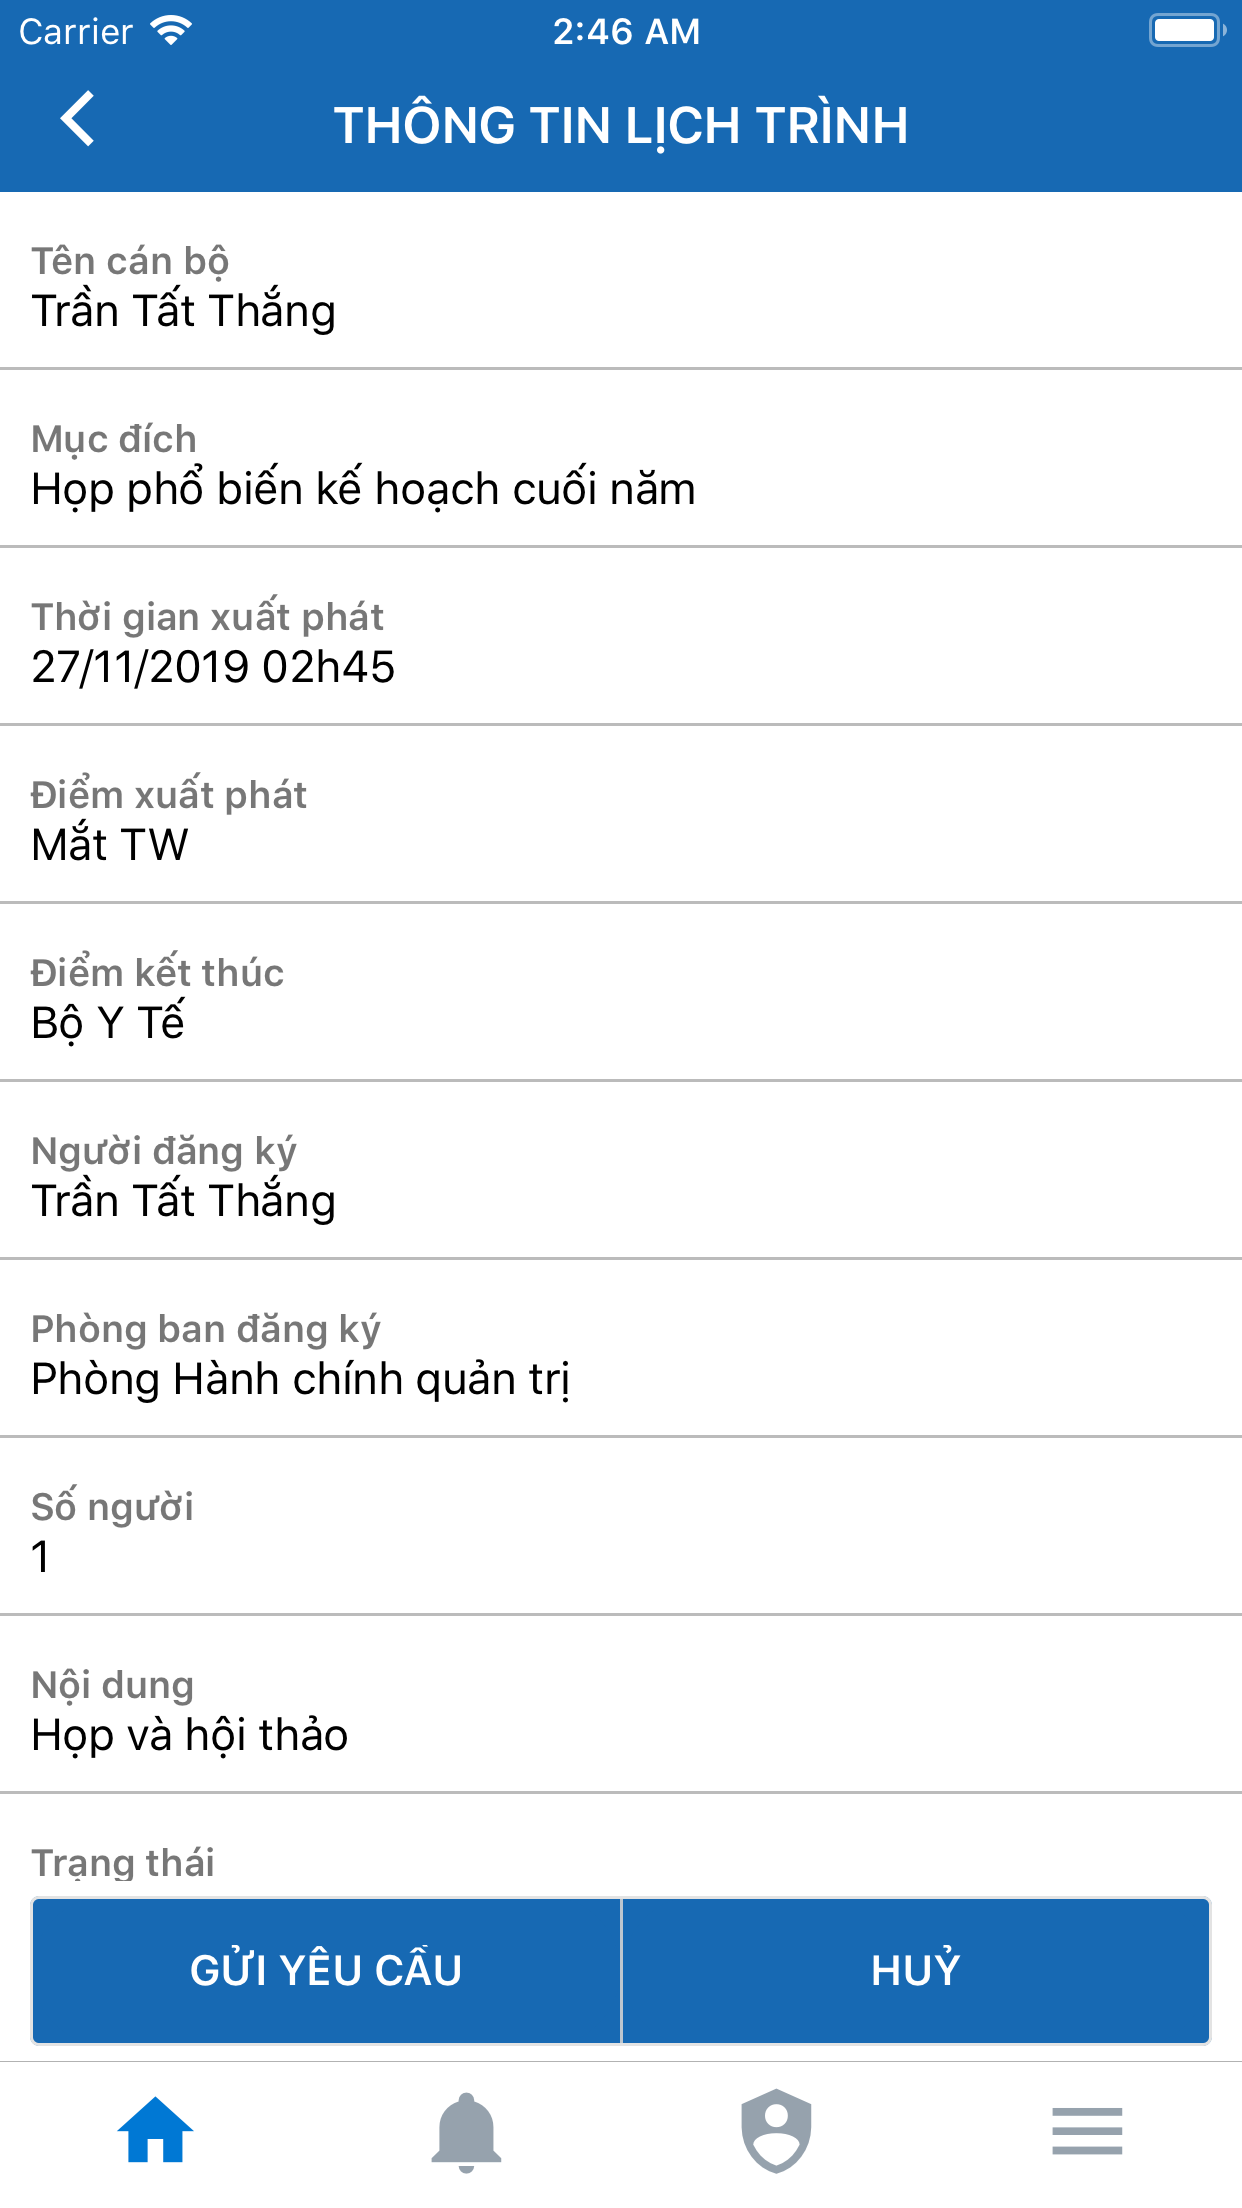 Carrier 2:46 AM
THÔNG TIN LỊCH TRÌNH
Tên cán bộ
Trần Tất Thắng
Mục đích
Họp phổ biến kế hoạch cuối năm
Thời gian xuất phát
27/11/2019 02h45
Điểm xuất phát
Mắt TW
Điểm kết thúc
Bộ Y Tế
Người đăng ký
Trần Tất Thắng
Phòng ban đăng ký
Phòng Hành chính quản trị
Số người
1
Nội dung
Họp và hội thảo
Trạng thái
GỬI YÊU CẦU HUỶ